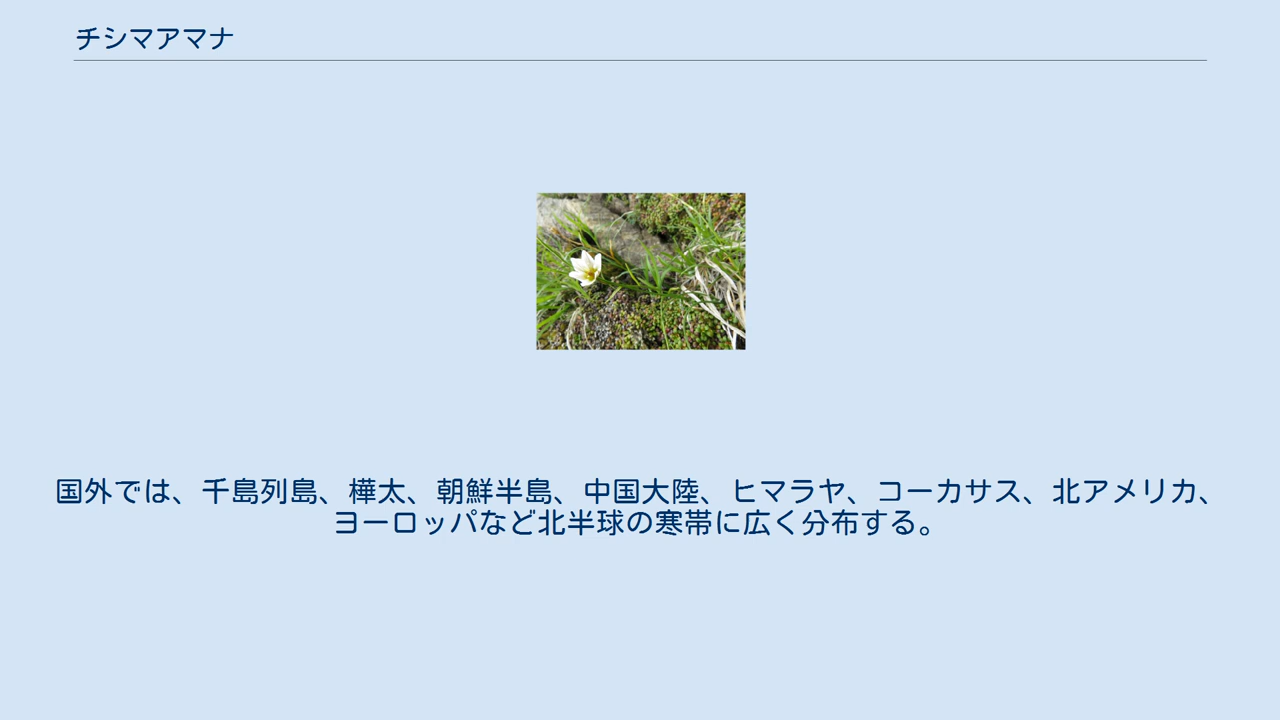 チシマアマナ
国外では、千島列島、樺太、朝鮮半島、中国大陸、ヒマラヤ、コーカサス、北アメリカ、
ヨーロッパなど北半球の寒帯に広く分布する。